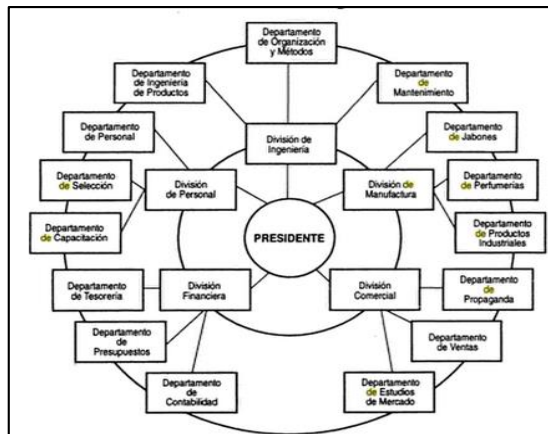 Departamento
de Organización
y Métodos
Departamento
de Ingeniería
de Productos
Departamento
de
Mantenimiento
Departamento
de Personal
División de
Ingeniería
Departamento
de Jabones
Departamento
de Selección
División
de Personal
División de
Manufactura
Departamento
de Perfumerías
Departamento
de Capacitación
PRESIDENTE
Departamento
de Productos
Industriales
Departamento
de Tesorería
División
Financiera
División
Comercial
Departamento
de
Propaganda
Departamento
de
Presupuestos
Departamento
de Ventas
Departamento
de
Contabilidad
Departamento
de Estudios
de Mercado